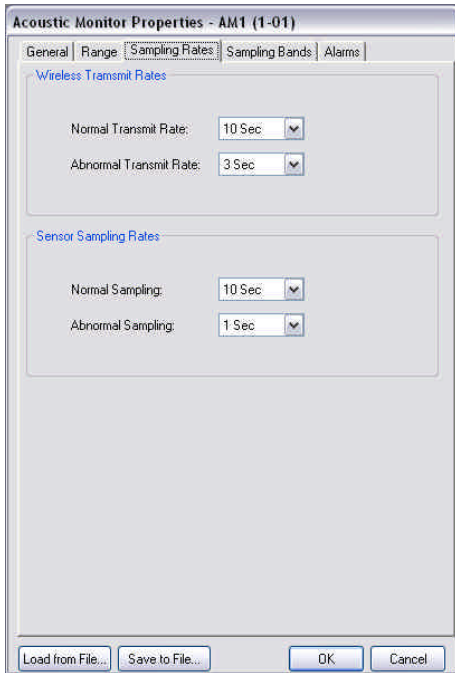 Acoustic Monitor Properties - AM1 (1-01)
General Range Sampling Rates Sampling Bands Alarms
Wireless Tramsmit Rates
Normal Transmit Rate: 10 Sec
Abnormal Transmit Rate: 3 Sec
Sensor Sampling Rates
Normal Sampling: 10 Sec
Abnormal Sampling: 1 Sec
Load from File... Save to File... OK Cancel